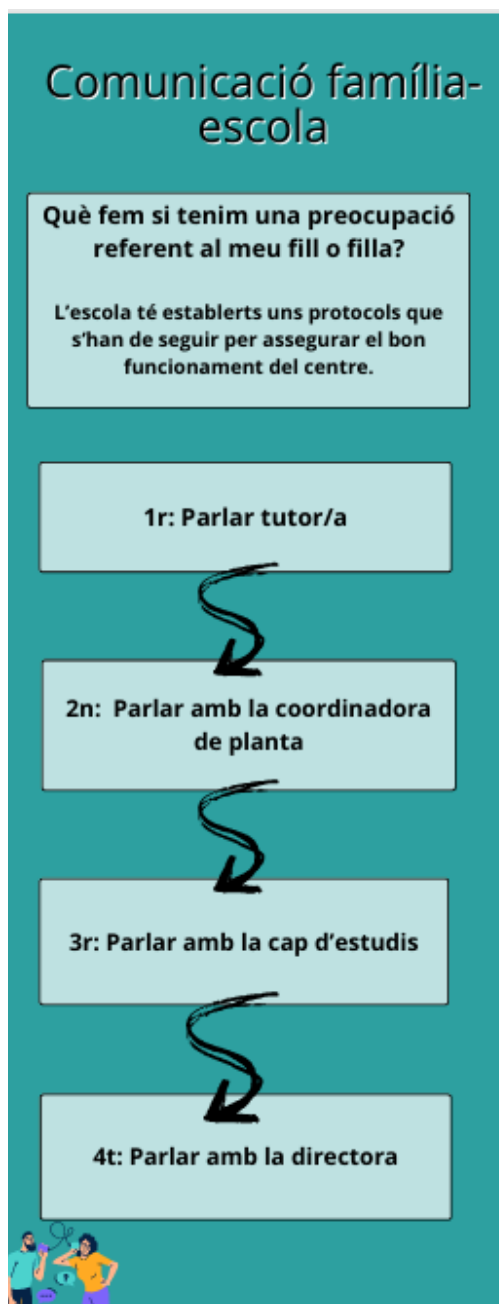 Comunicació família-
escola
Què fem si tenim una preocupació
referent al meu fill o filla?
L'escola té establerts uns protocols que
s'han de seguir per assegurar el bon
funcionament del centre.
1r: Parlar tutor/a
2n:  Parlar amb la coordinadora
de planta
3r: Parlar amb la cap d'estudis
4t: Parlar amb la directora